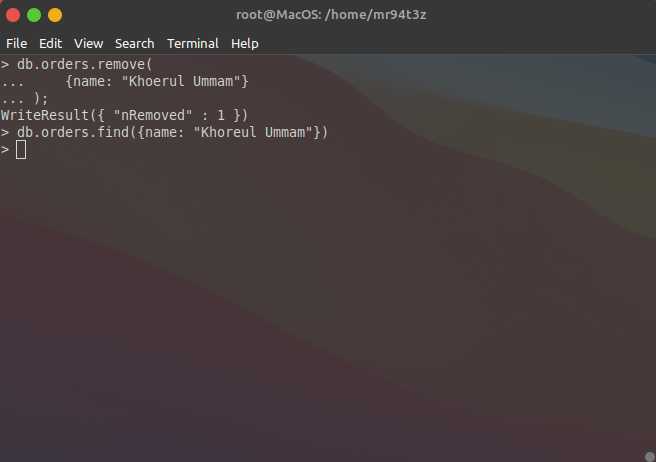 root@MacOS: /home/mr94t3z
File Edit View Search Terminal Help
> db.orders.remove(
... {name: "Khoerul Ummam"}
... );
WriteResult({ "nRemoved" : 1 })
> db.orders.find({name: "Khoreul Ummam"})
>